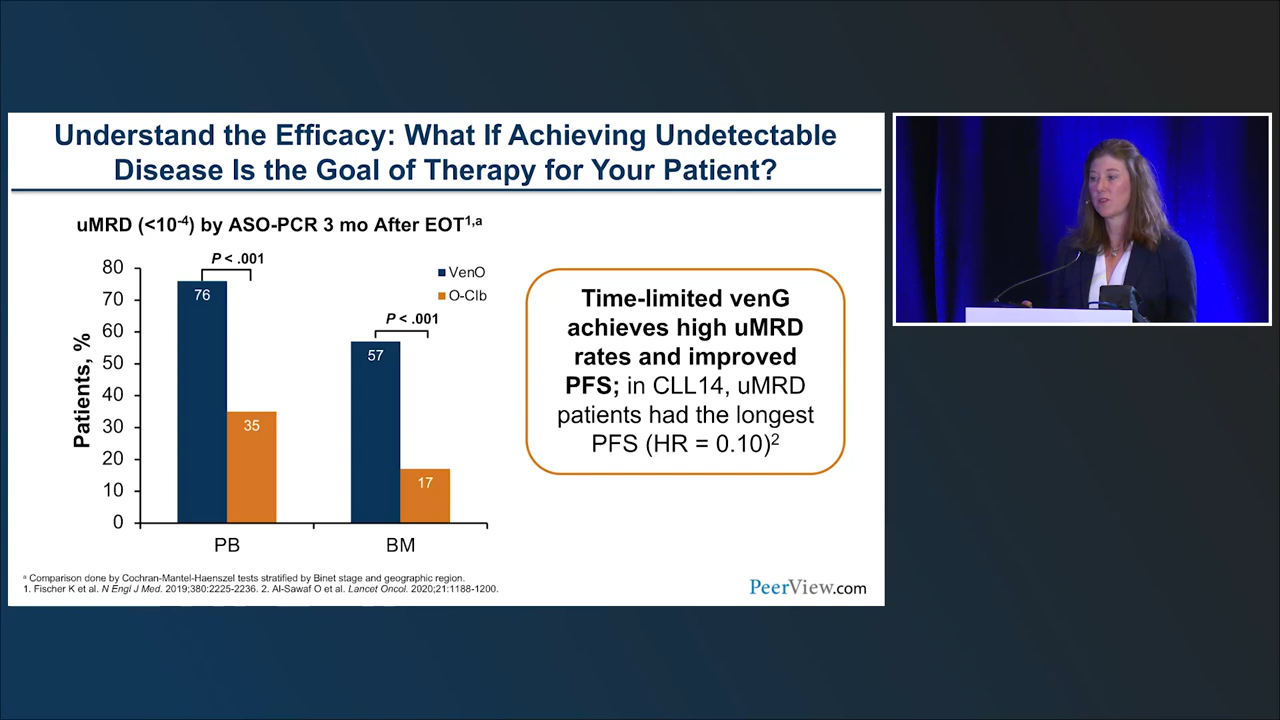 Understand the Efficacy: What If Achieving Undetectable
Disease Is the Goal of Therapy for Your Patient?
uMRD (<10-4) by ASO-PCR 3 mo After EOT1,a
Patients, %
80
70
60
50
40
30
20
10
0
P < .001
76
35
PB
P < .001
57
17
BM
VenO
O-Clb
Time-limited venG
achieves high uMRD
rates and improved
PFS; in CLL14, uMRD
patients had the longest
PFS (HR = 0.10)2
a Comparison done by Cochran-Mantel-Haenszel tests stratified by Binet stage and geographic region.
1. Fischer K et al. N Engl J Med. 2019;380:2225-2236. 2. Al-Sawaf O et al. Lancet Oncol. 2020;21:1188-1200.
PeerView.com